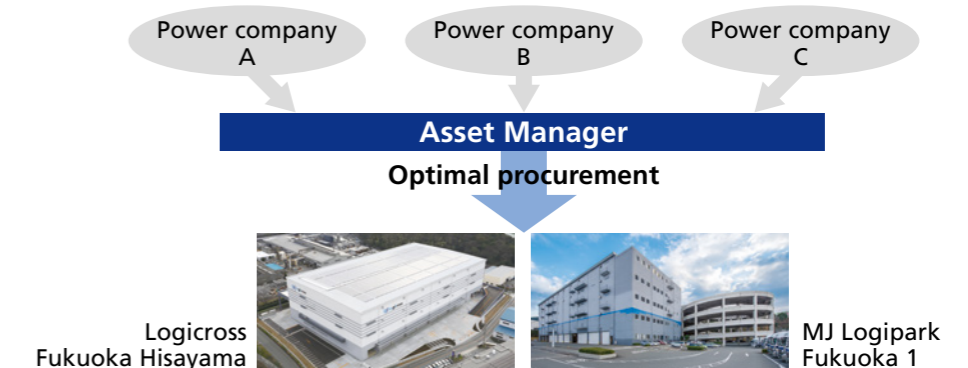 Power company
A
Power company
B
Power company
C
Asset Manager
Optimal procurement
Logicross
Fukuoka Hisayama
MJ Logipark
Fukuoka 1